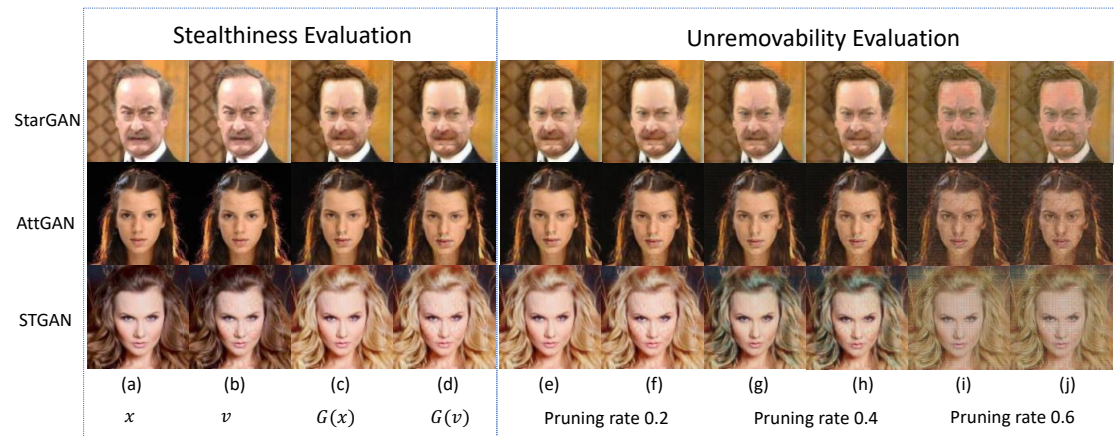 Stealthiness Evaluation
Unremovability Evaluation
StarGAN
AttGAN
STGAN
(a) (b) (c) (d) (e) (f) (g) (h) (i) (j)
x v G(x) G(v) Pruning rate 0.2 Pruning rate 0.4 Pruning rate 0.6